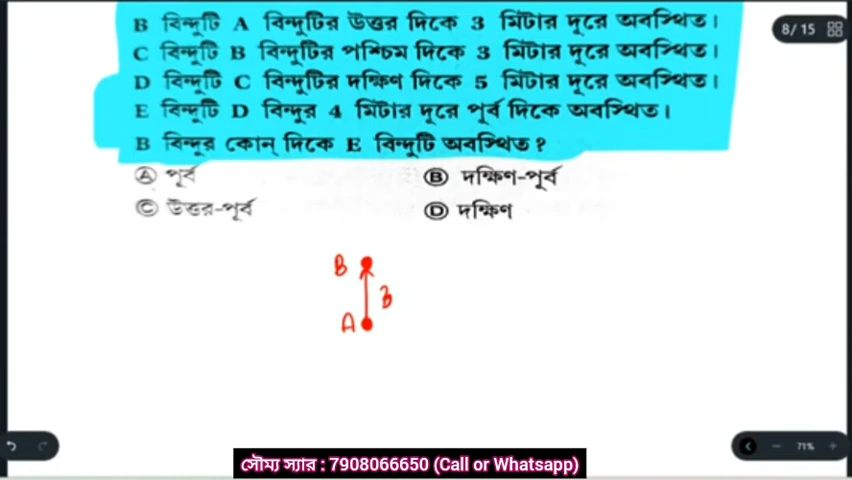 B বিন্দুটি A বিন্দুটির উত্তর দিকে 3 মিটার দূরে অবস্থিত।
8 / 15
C বিন্দুটি B বিন্দুটির পশ্চিম দিকে 3 মিটার দূরে অবস্থিত।
D বিন্দুটি C বিন্দুটির দক্ষিণ দিকে 5 মিটার দূরে অবস্থিত।
E বিন্দুটি D বিন্দুর 4 মিটার দূরে পূর্ব দিকে অবস্থিত।
B বিন্দুর কোন্ দিকে E বিন্দুটি অবস্থিত?
Ⓐ পূর্ব Ⓑ দক্ষিণ-পূর্ব
Ⓒ উত্তর-পূর্ব Ⓓ দক্ষিণ
B
3
A
71%
সৌম্য স্যার : 7908066650 (Call or Whatsapp)